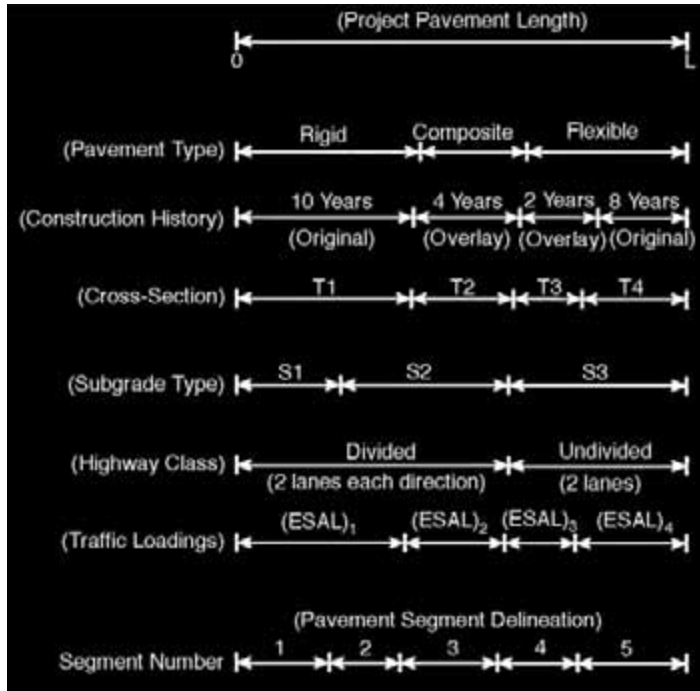 (Project Pavement Length)
0 L
Rigid Composite Flexible
(Pavement Type)
10 Years 4 Years 2 Years 8 Years
(Construction History)
(Original) (Overlay) (Overlay) (Original)
T1 T2 T3 T4
(Cross-Section)
S1 S2 S3
(Subgrade Type)
Divided Undivided
(Highway Class)
(2 lanes each direction) (2 lanes)
(ESAL)1 (ESAL)2 (ESAL)3 (ESAL)4
(Traffic Loadings)
(Pavement Segment Delineation)
1 2 3 4 5
Segment Number